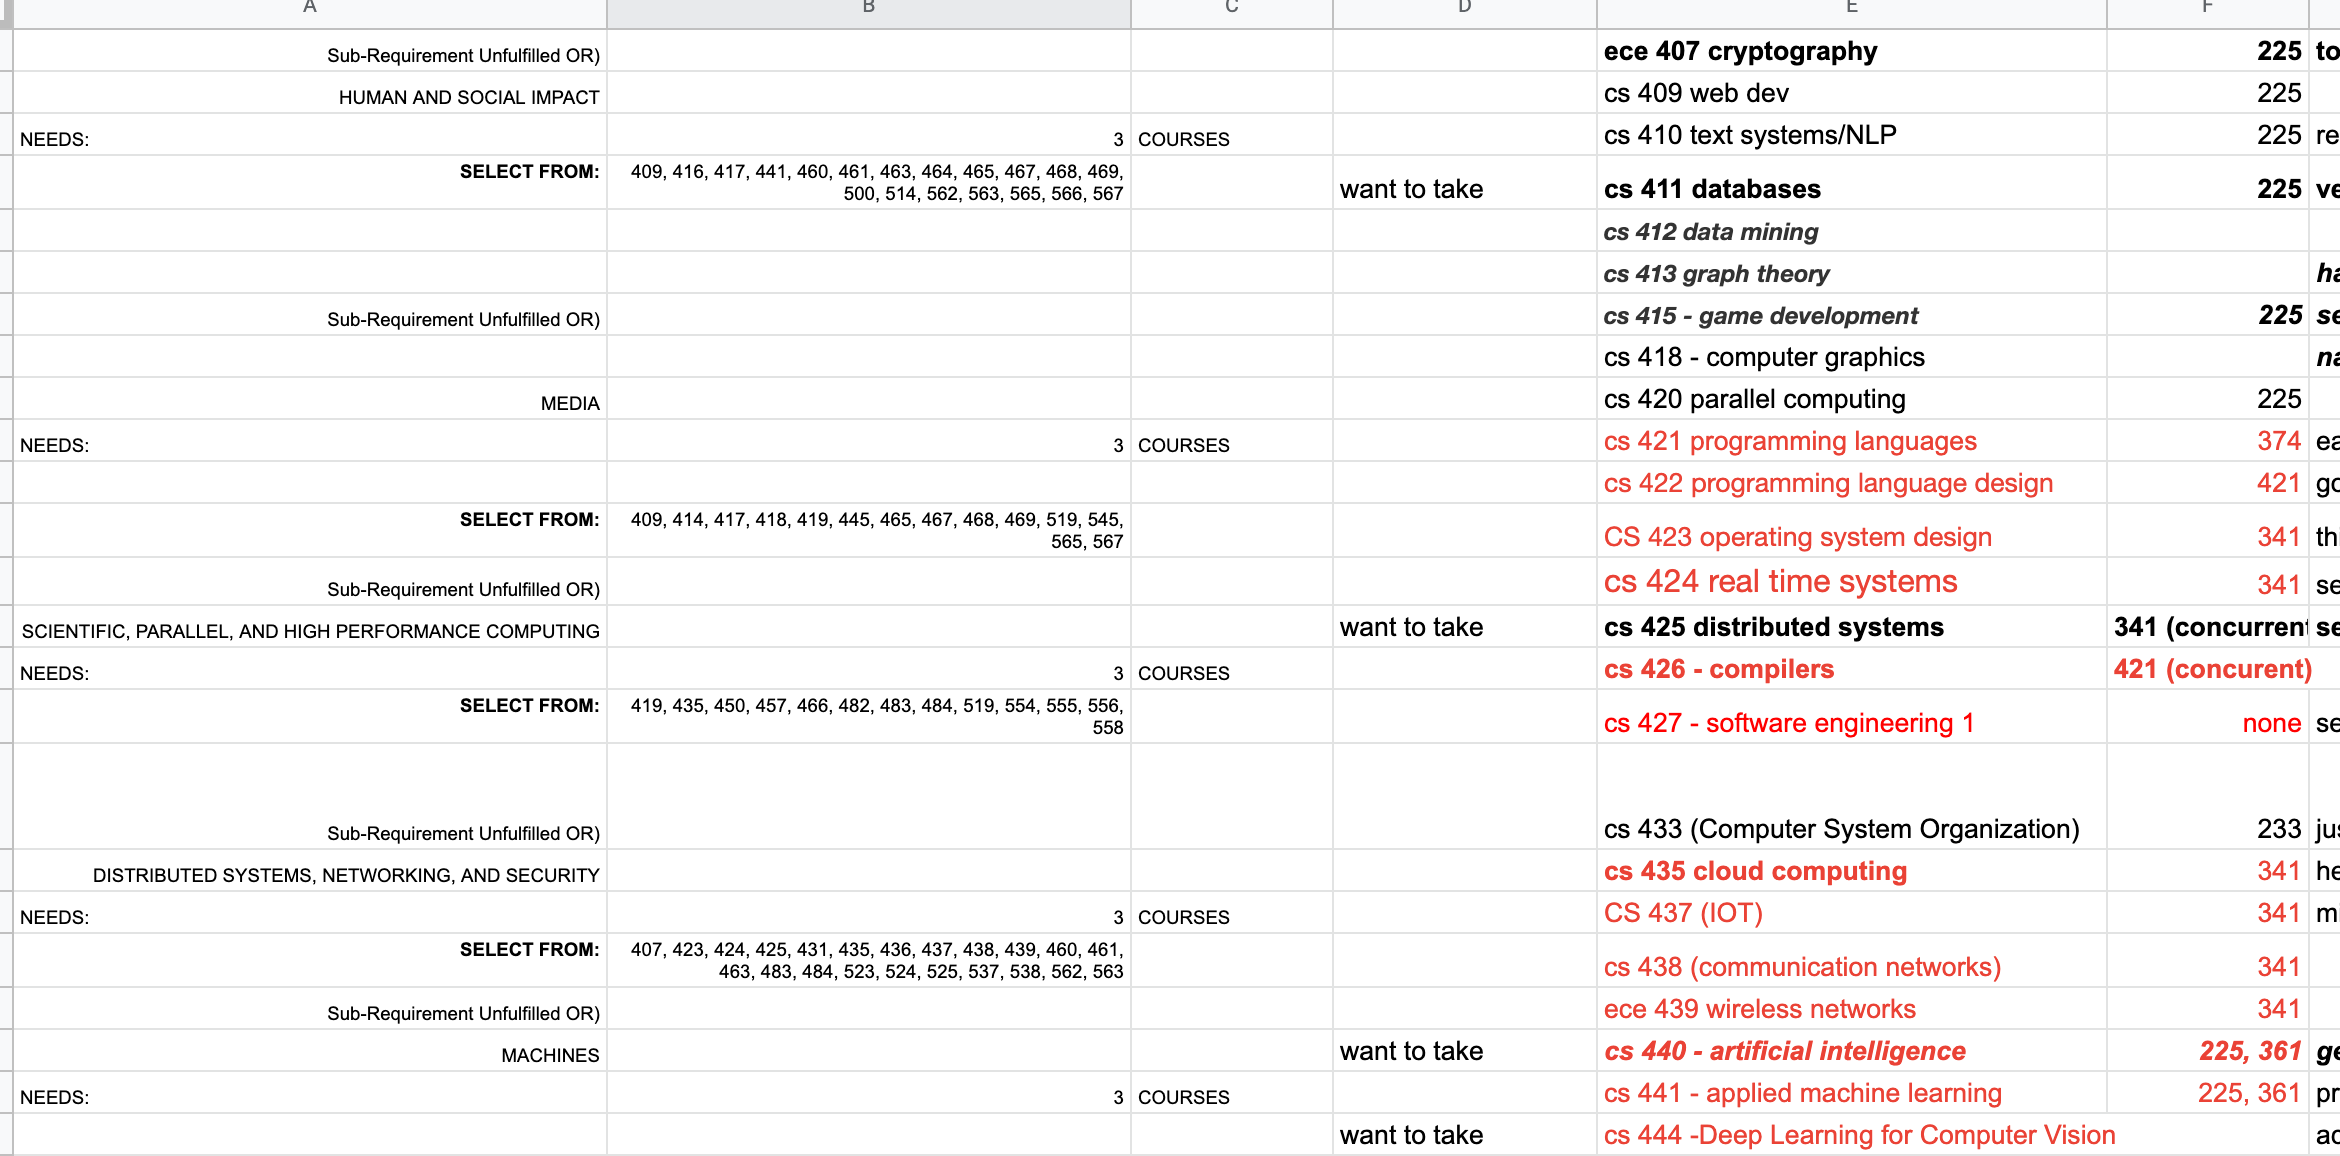 A B C D E F
Sub-Requirement Unfulfilled OR) ece 407 cryptography 225 to
HUMAN AND SOCIAL IMPACT cs 409 web dev 225
NEEDS: 3 COURSES cs 410 text systems/NLP 225 re
SELECT FROM: 409, 416, 417, 441, 460, 461, 463, 464, 465, 467, 468, 469,
500, 514, 562, 563, 565, 566, 567 want to take cs 411 databases 225 ve
cs 412 data mining
cs 413 graph theory ha
Sub-Requirement Unfulfilled OR) cs 415 - game development 225 se
cs 418 - computer graphics na
MEDIA cs 420 parallel computing 225
NEEDS: 3 COURSES cs 421 programming languages 374 ea
cs 422 programming language design 421 go
SELECT FROM: 409, 414, 417, 418, 419, 445, 465, 467, 468, 469, 519, 545,
565, 567 CS 423 operating system design 341 thi
Sub-Requirement Unfulfilled OR) cs 424 real time systems 341 se
SCIENTIFIC, PARALLEL, AND HIGH PERFORMANCE COMPUTING want to take cs 425 distributed systems 341 (concurrent se
NEEDS: 3 COURSES cs 426 - compilers 421 (concurent)
SELECT FROM: 419, 435, 450, 457, 466, 482, 483, 484, 519, 554, 555, 556,
558 cs 427 - software engineering 1 none se
Sub-Requirement Unfulfilled OR) cs 433 (Computer System Organization) 233 jus
DISTRIBUTED SYSTEMS, NETWORKING, AND SECURITY cs 435 cloud computing 341 he
NEEDS: 3 COURSES CS 437 (IOT) 341 mi
SELECT FROM: 407, 423, 424, 425, 431, 435, 436, 437, 438, 439, 460, 461,
463, 483, 484, 523, 524, 525, 537, 538, 562, 563 cs 438 (communication networks) 341
Sub-Requirement Unfulfilled OR) ece 439 wireless networks 341
MACHINES want to take cs 440 - artificial intelligence 225, 361 ge
NEEDS: 3 COURSES cs 441 - applied machine learning 225, 361 pr
want to take cs 444 -Deep Learning for Computer Vision